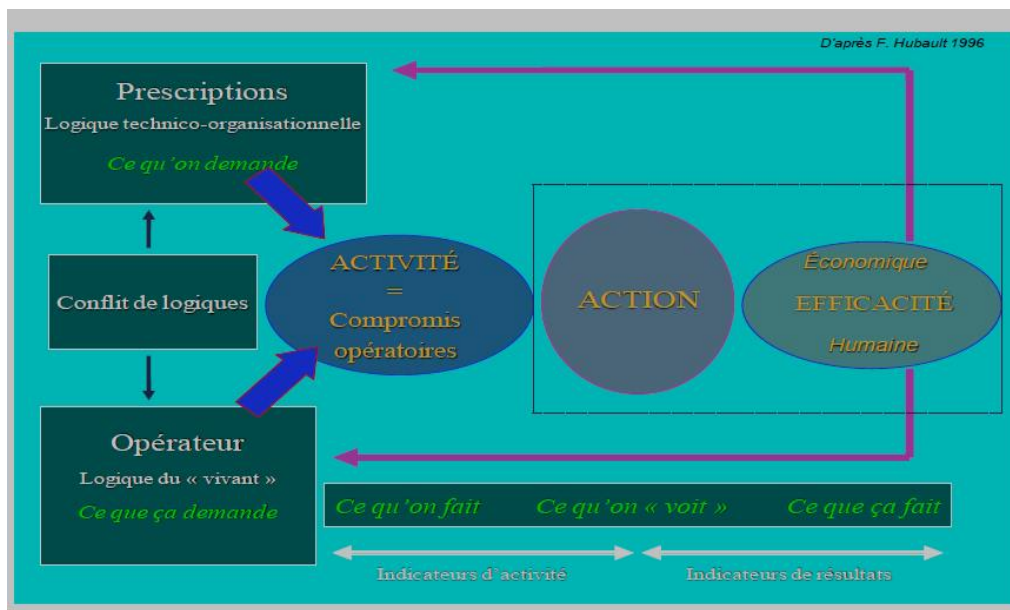 D'après F. Hubault 1996
Prescriptions
Logique technico-organisationnelle
Ce qu'on demande
Conflit de logiques
ACTIVITÉ
=
Compromis
opératoires
ACTION
Économique
EFFICACITÉ
Humaine
Opérateur
Logique du « vivant »
Ce que ça demande
Ce qu'on fait
Ce qu'on « voit »
Ce que ça fait
Indicateurs d'activité
Indicateurs de résultats